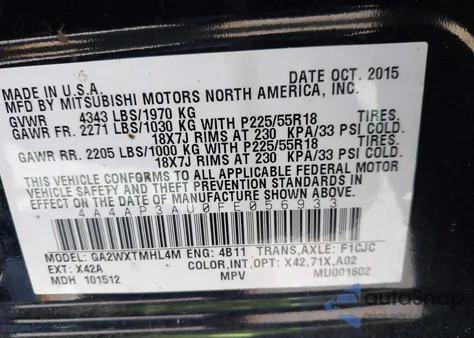 MADE IN U.S.A. DATE OCT. 2015
MFD BY MITSUBISHI MOTORS NORTH AMERICA, INC.
GVWR 4343 LBS/1970 KG
GAWR FR. 2271 LBS/1030 KG WITH P225/55R18 TIRES,
18X7J RIMS AT 230 KPA/33 PSI COLD.
GAWR RR. 2205 LBS/1000 KG WITH P225/55R18 TIRES,
18X7J RIMS AT 230 KPA/33 PSI COLD.
THIS VEHICLE CONFORMS TO ALL APPLICABLE FEDERAL MOTOR
VEHICLE SAFETY AND THEFT PREVENTION STANDARDS IN
EFFECT ON THE DATE OF MANUFACTURE SHOWN ABOVE.
4A4AP3AU0FE056933
MODEL: GA2WXTMHL4M ENG: 4B11 TRANS,AXLE: F1CJC
EXT: X42A COLOR,INT,OPT: X42,71X,A02
MDH 101512 MPV MU001602
autoSnap